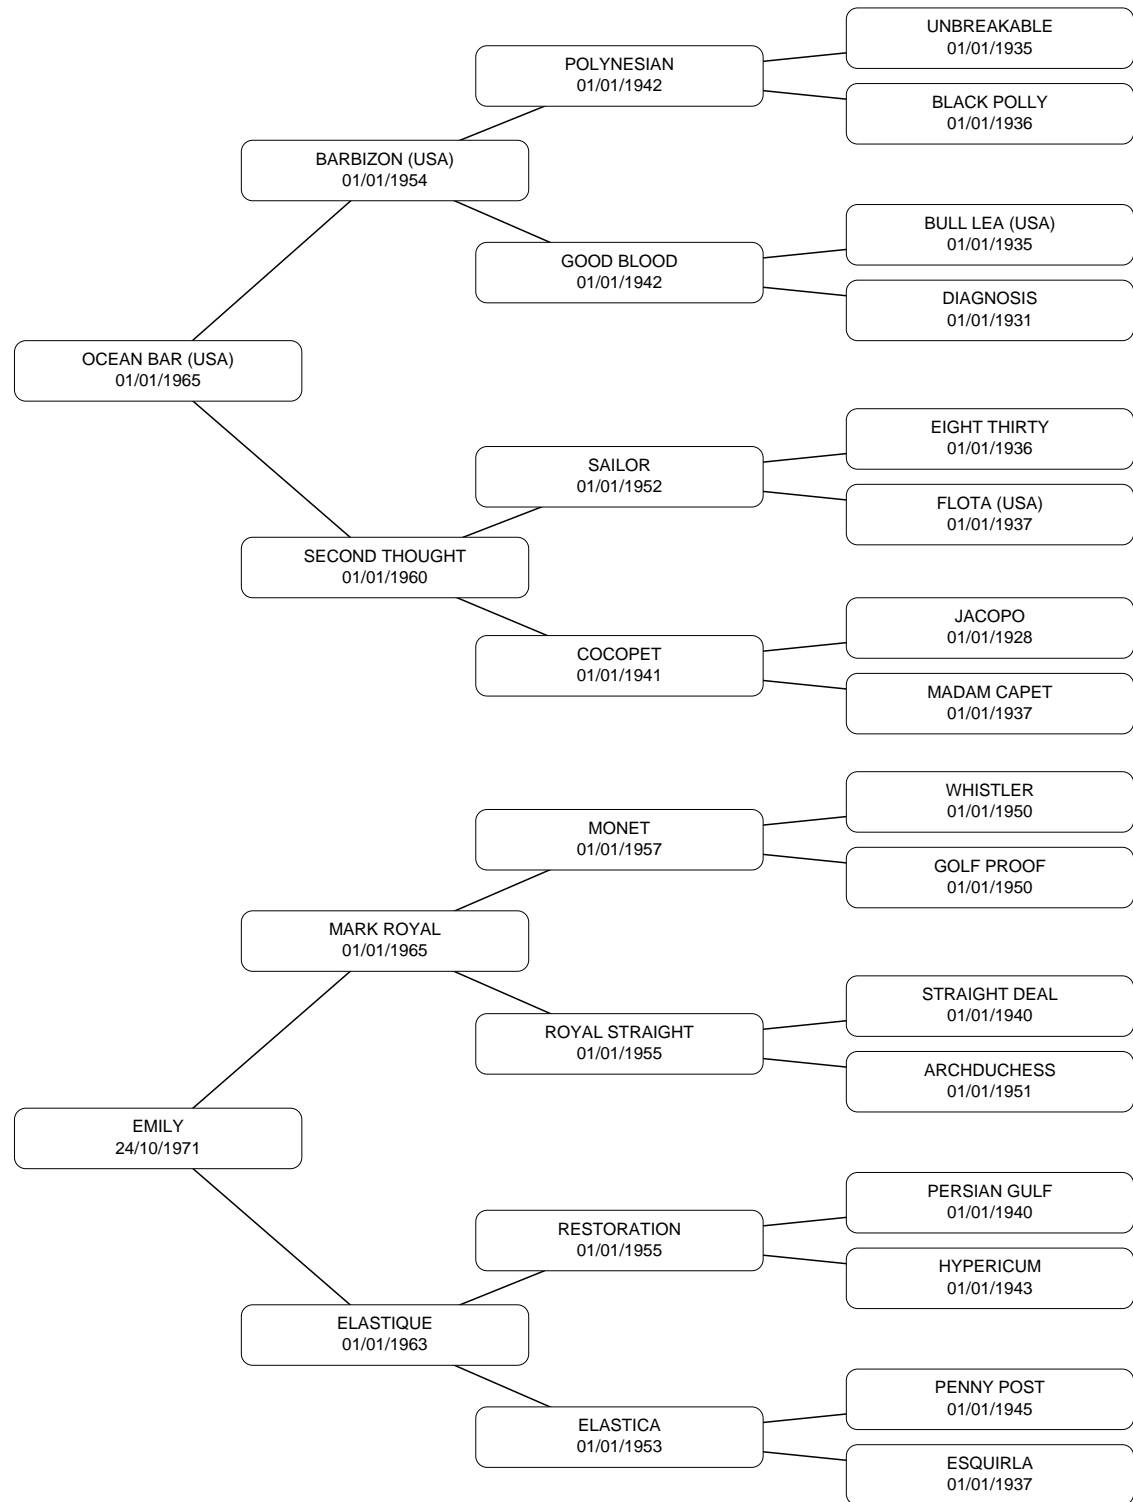 UNBREAKABLE
01/01/1935
POLYNESIAN
01/01/1942
BLACK POLLY
01/01/1936
BARBIZON (USA)
01/01/1954
BULL LEA (USA)
01/01/1935
GOOD BLOOD
01/01/1942
DIAGNOSIS
01/01/1931
OCEAN BAR (USA)
01/01/1965
EIGHT THIRTY
01/01/1936
SAILOR
01/01/1952
FLOTA (USA)
01/01/1937
SECOND THOUGHT
01/01/1960
JACOPO
01/01/1928
COCOPET
01/01/1941
MADAM CAPET
01/01/1937
WHISTLER
01/01/1950
MONET
01/01/1957
GOLF PROOF
01/01/1950
MARK ROYAL
01/01/1965
STRAIGHT DEAL
01/01/1940
ROYAL STRAIGHT
01/01/1955
ARCHDUCHESS
01/01/1951
EMILY
24/10/1971
PERSIAN GULF
01/01/1940
RESTORATION
01/01/1955
HYPERICUM
01/01/1943
ELASTIQUE
01/01/1963
PENNY POST
01/01/1945
ELASTICA
01/01/1953
ESQUIRLA
01/01/1937